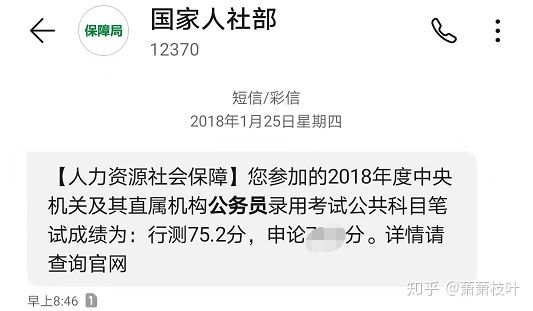 保障局
国家人社部
12370
短信/彩信
2018年1月25日星期四
【人力资源社会保障】您参加的2018年度中央
机关及其直属机构公务员录用考试公共科目笔
试成绩为：行测75.2分，申论 分。详情请
查询官网
早上8:46 1
知乎 @萧萧枝叶